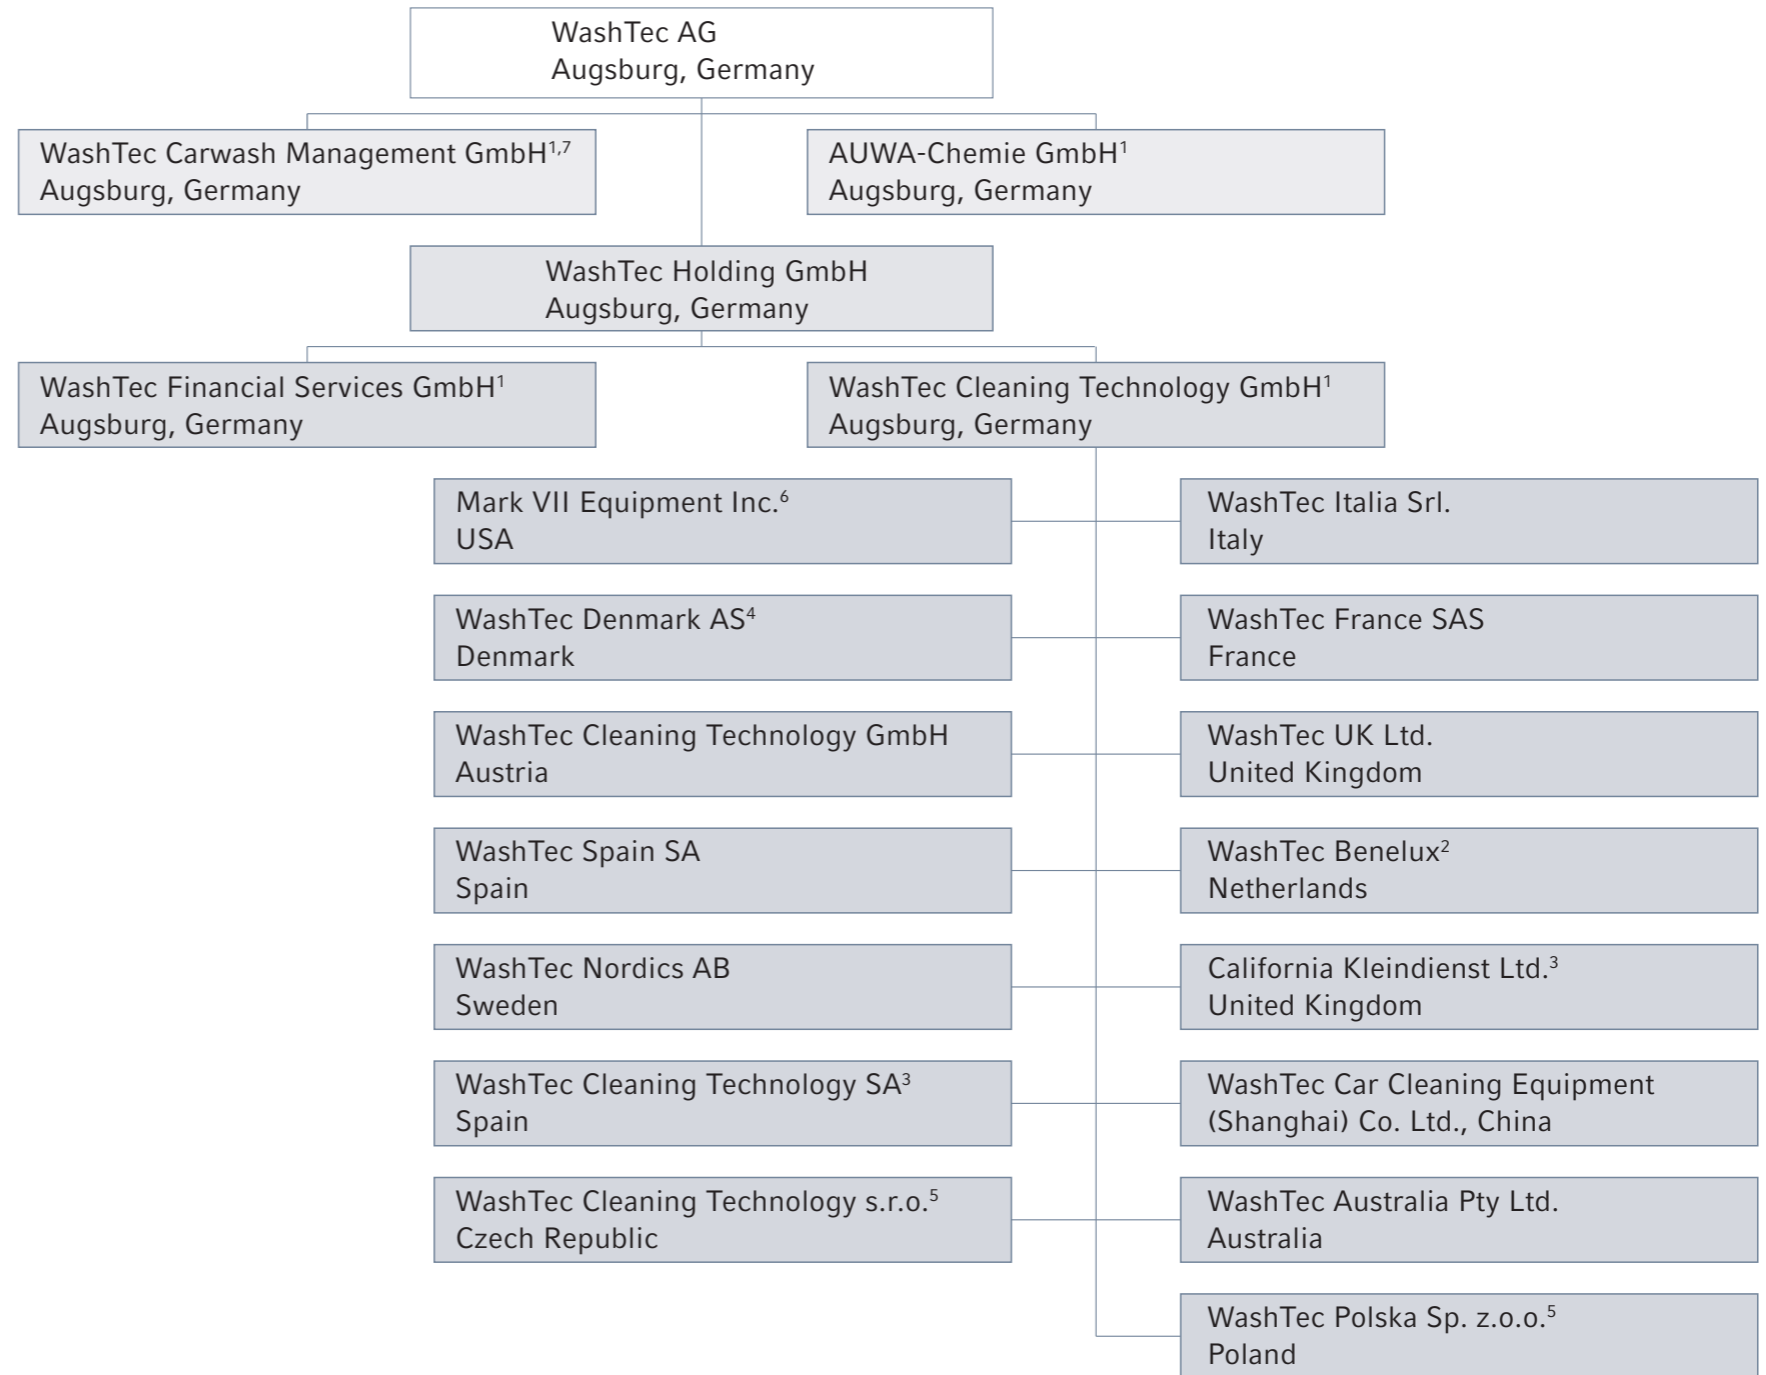 WashTec AG
Augsburg, Germany
WashTec Carwash Management GmbH¹,⁷
Augsburg, Germany
AUWA-Chemie GmbH¹
Augsburg, Germany
WashTec Holding GmbH
Augsburg, Germany
WashTec Financial Services GmbH¹
Augsburg, Germany
WashTec Cleaning Technology GmbH¹
Augsburg, Germany
Mark VII Equipment Inc.⁶
USA
WashTec Italia Srl.
Italy
WashTec Denmark AS⁴
Denmark
WashTec France SAS
France
WashTec Cleaning Technology GmbH
Austria
WashTec UK Ltd.
United Kingdom
WashTec Spain SA
Spain
WashTec Benelux²
Netherlands
WashTec Nordics AB
Sweden
California Kleindienst Ltd.³
United Kingdom
WashTec Cleaning Technology SA³
Spain
WashTec Car Cleaning Equipment
(Shanghai) Co. Ltd., China
WashTec Cleaning Technology s.r.o.⁵
Czech Republic
WashTec Australia Pty Ltd.
Australia
WashTec Polska Sp. z.o.o.⁵
Poland